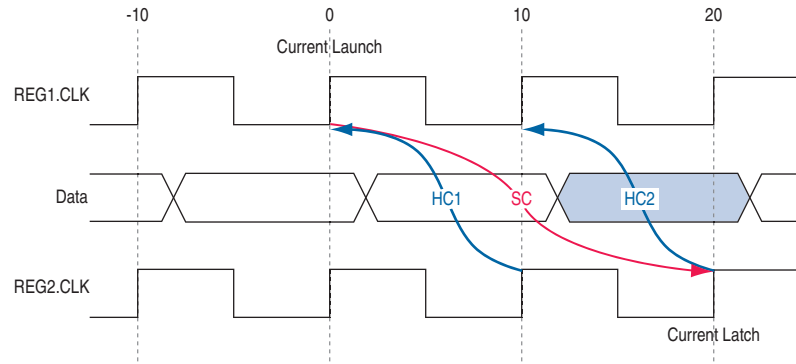 -10 0 10 20
Current Launch
REG1.CLK
Data HC1 SC HC2
REG2.CLK
Current Latch